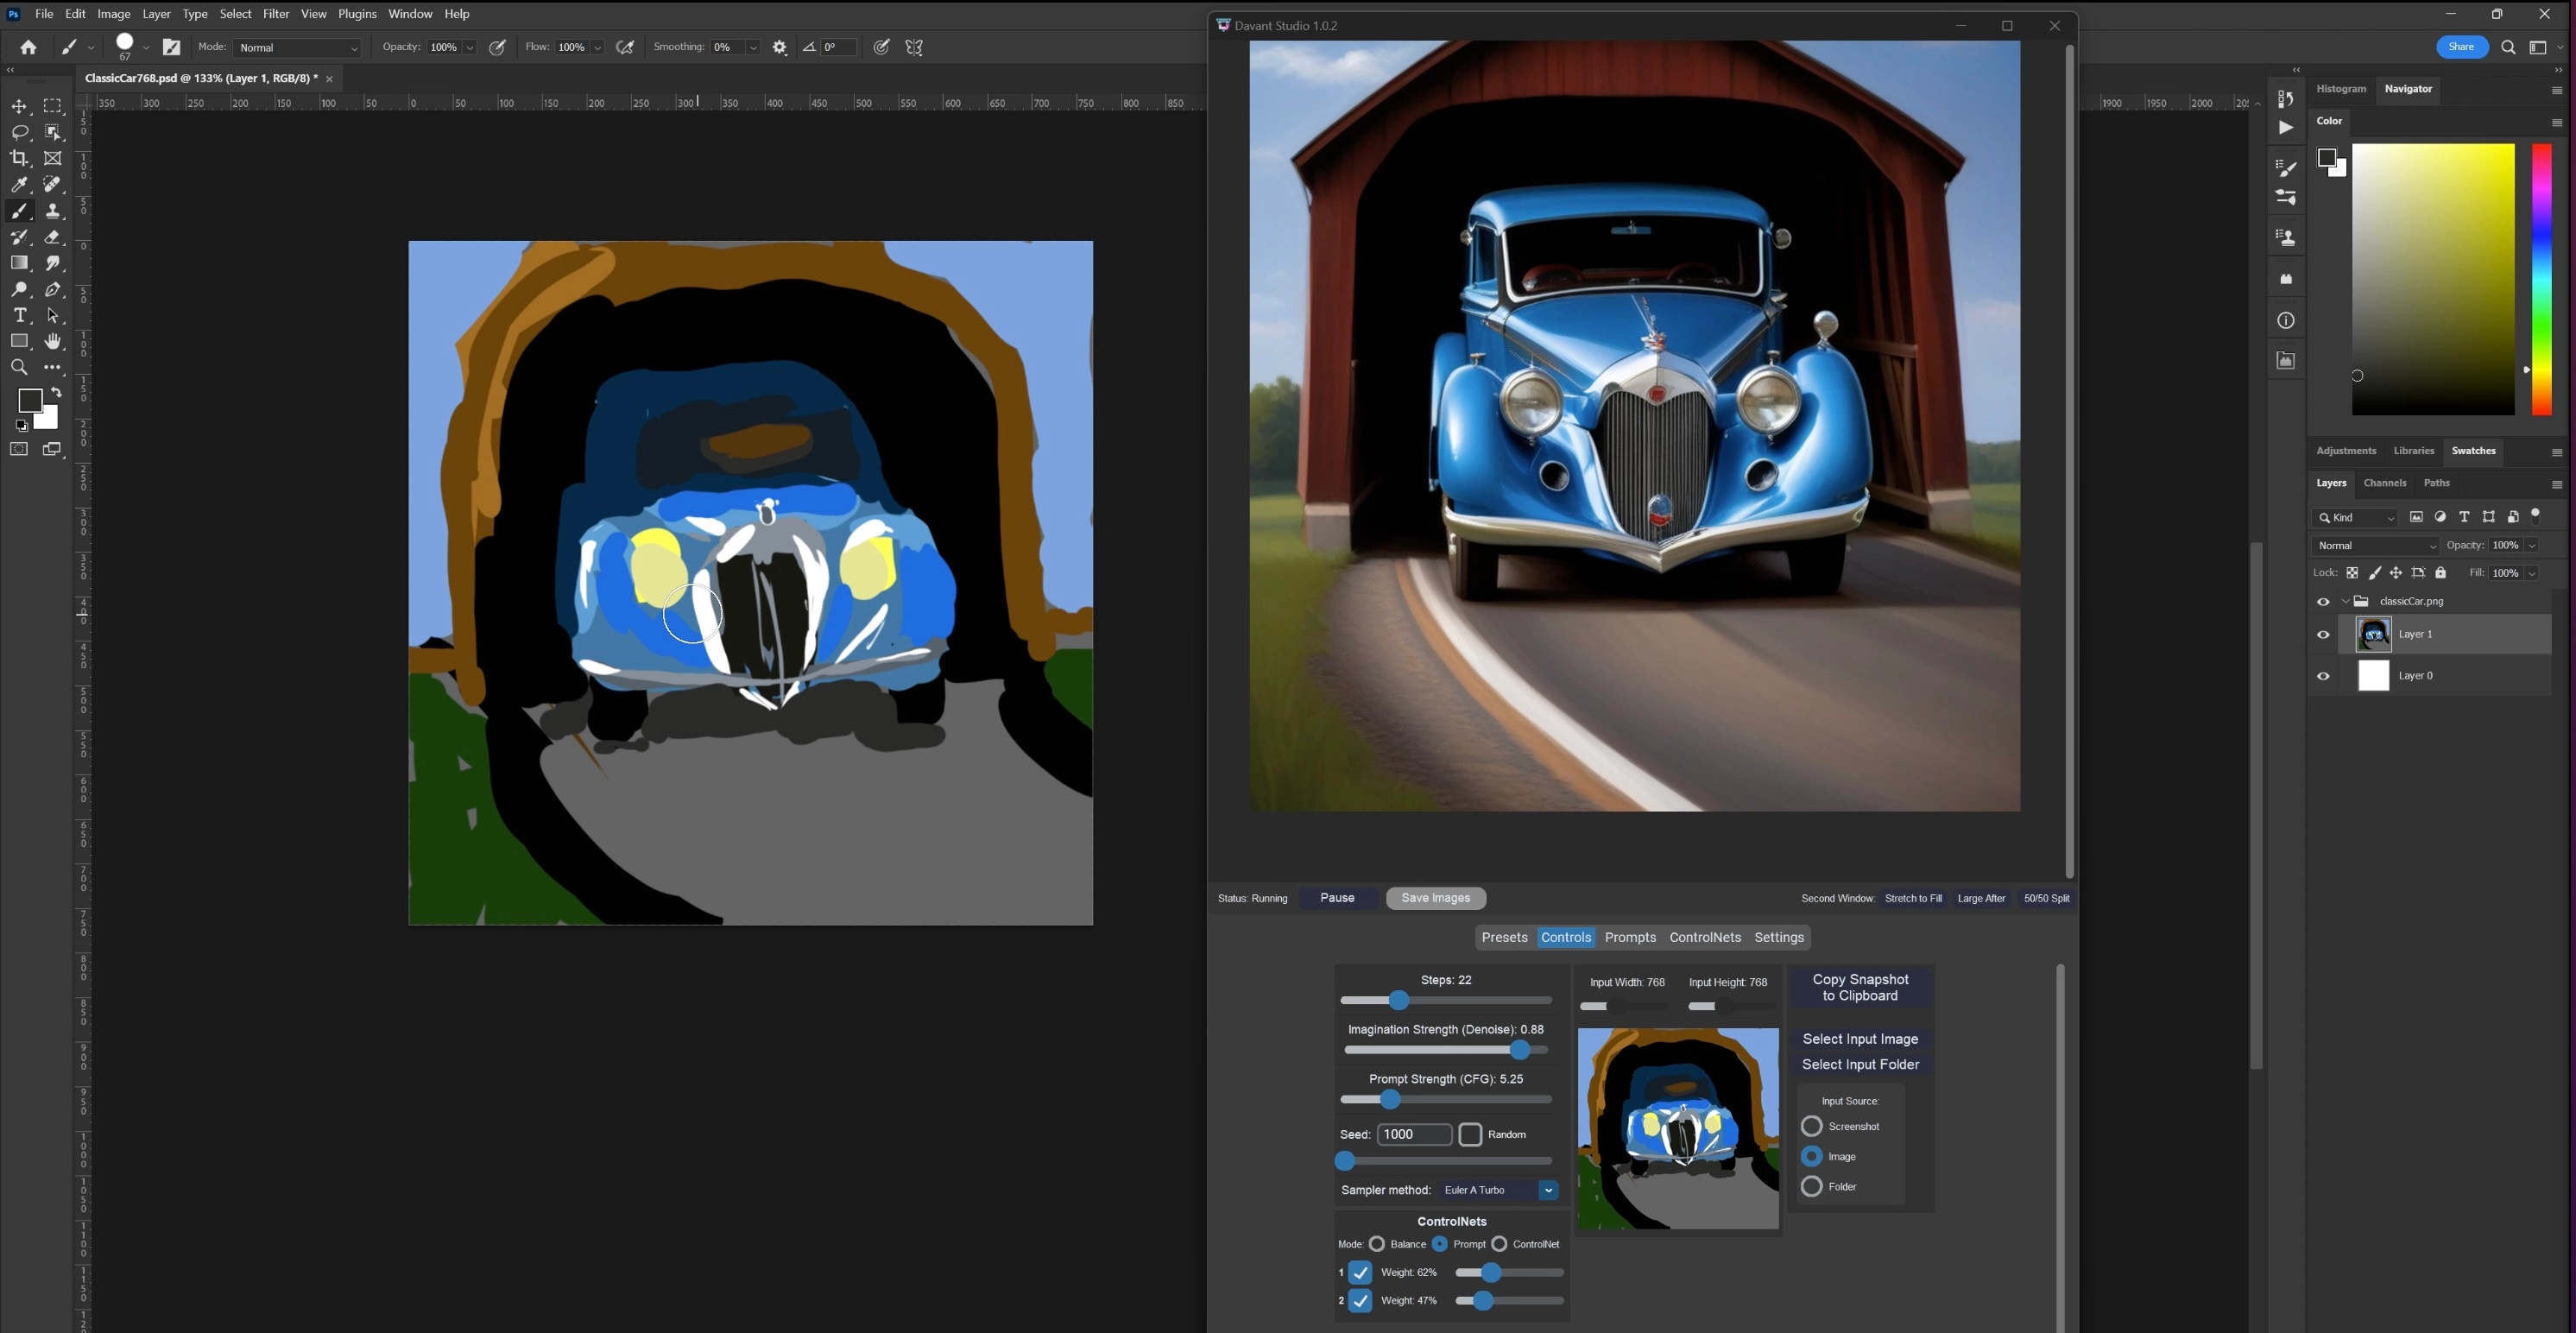 Ps File Edit Image Layer Type Select Filter View Plugins Window Help
67 Mode: Normal Opacity: 100% Flow: 100% Smoothing: 0% 0° Share
ClassicCar768.psd @ 133% (Layer 1, RGB/8) * ×
350 300 250 200 150 100 50 0 50 100 150 200 250 300 350 400 450 500 550 600 650 700 750 800 850
1900 1950 2000
Davant Studio 1.0.2
Status: Running Pause Save Images Second Window: Stretch to Fill Large After 50/50 Split
Presets Controls Prompts ControlNets Settings
Steps: 22
Imagination Strength (Denoise): 0.88
Prompt Strength (CFG): 5.25
Seed: 1000 Random
Sampler method: Euler A Turbo
ControlNets
Mode: Balance Prompt ControlNet
1 Weight: 62%
2 Weight: 47%
Input Width: 768 Input Height: 768
Copy Snapshot
to Clipboard
Select Input Image
Select Input Folder
Input Source:
Screenshot
Image
Folder
Histogram Navigator
Color
Adjustments Libraries Swatches
Layers Channels Paths
Kind
Normal Opacity: 100%
Lock: Fill: 100%
classicCar.png
Layer 1
Layer 0